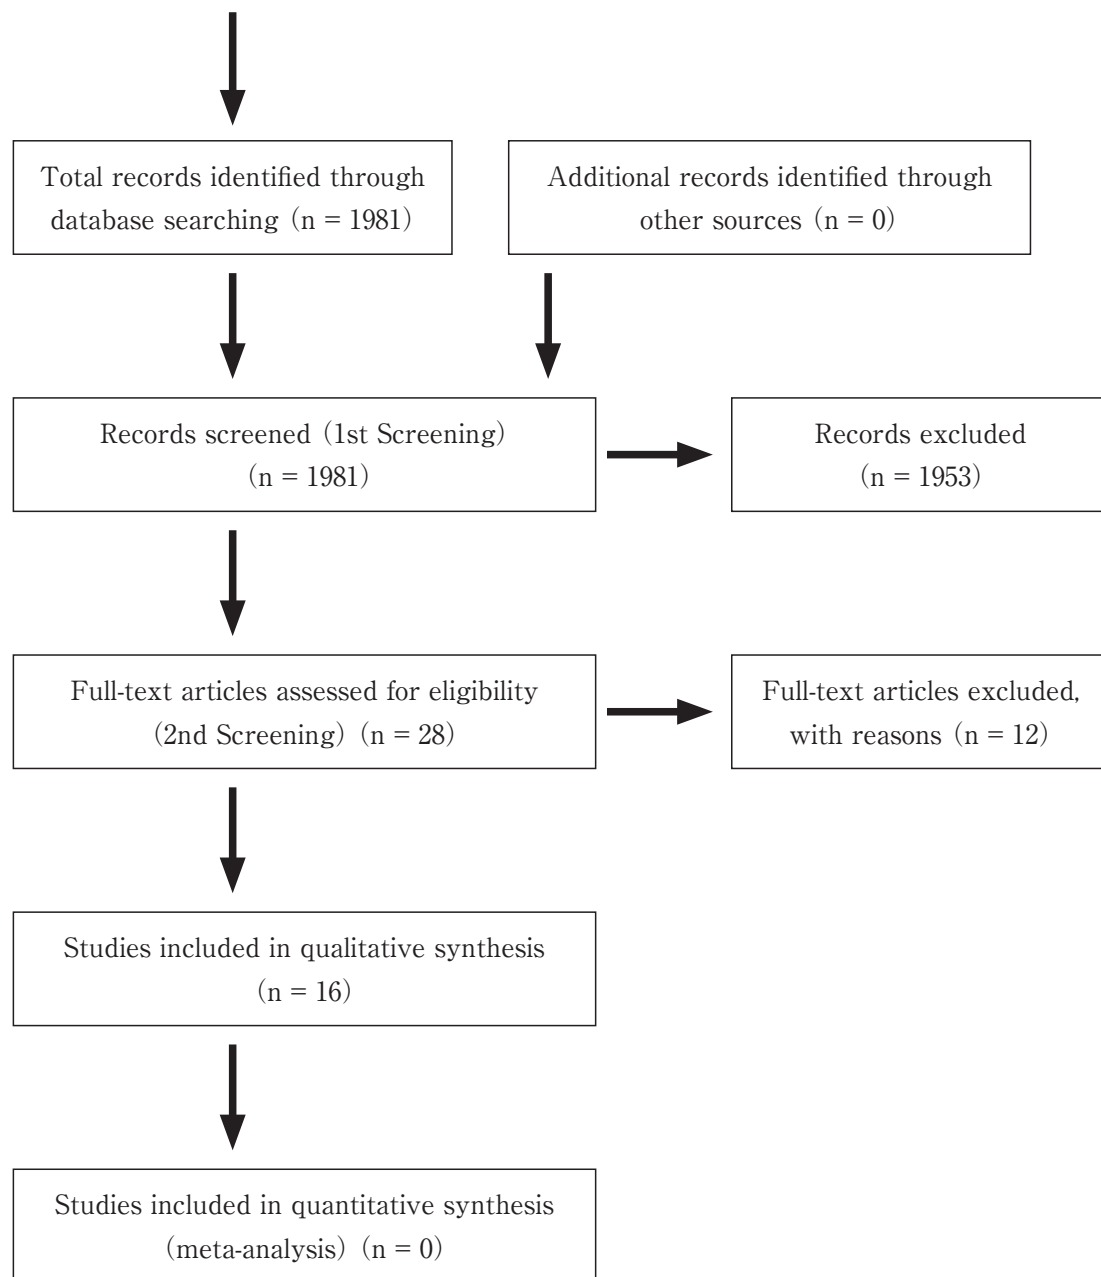 Total records identified through
database searching (n = 1981)
Additional records identified through
other sources (n = 0)
Records screened (1st Screening)
(n = 1981)
Records excluded
(n = 1953)
Full-text articles assessed for eligibility
(2nd Screening) (n = 28)
Full-text articles excluded,
with reasons (n = 12)
Studies included in qualitative synthesis
(n = 16)
Studies included in quantitative synthesis
(meta-analysis) (n = 0)